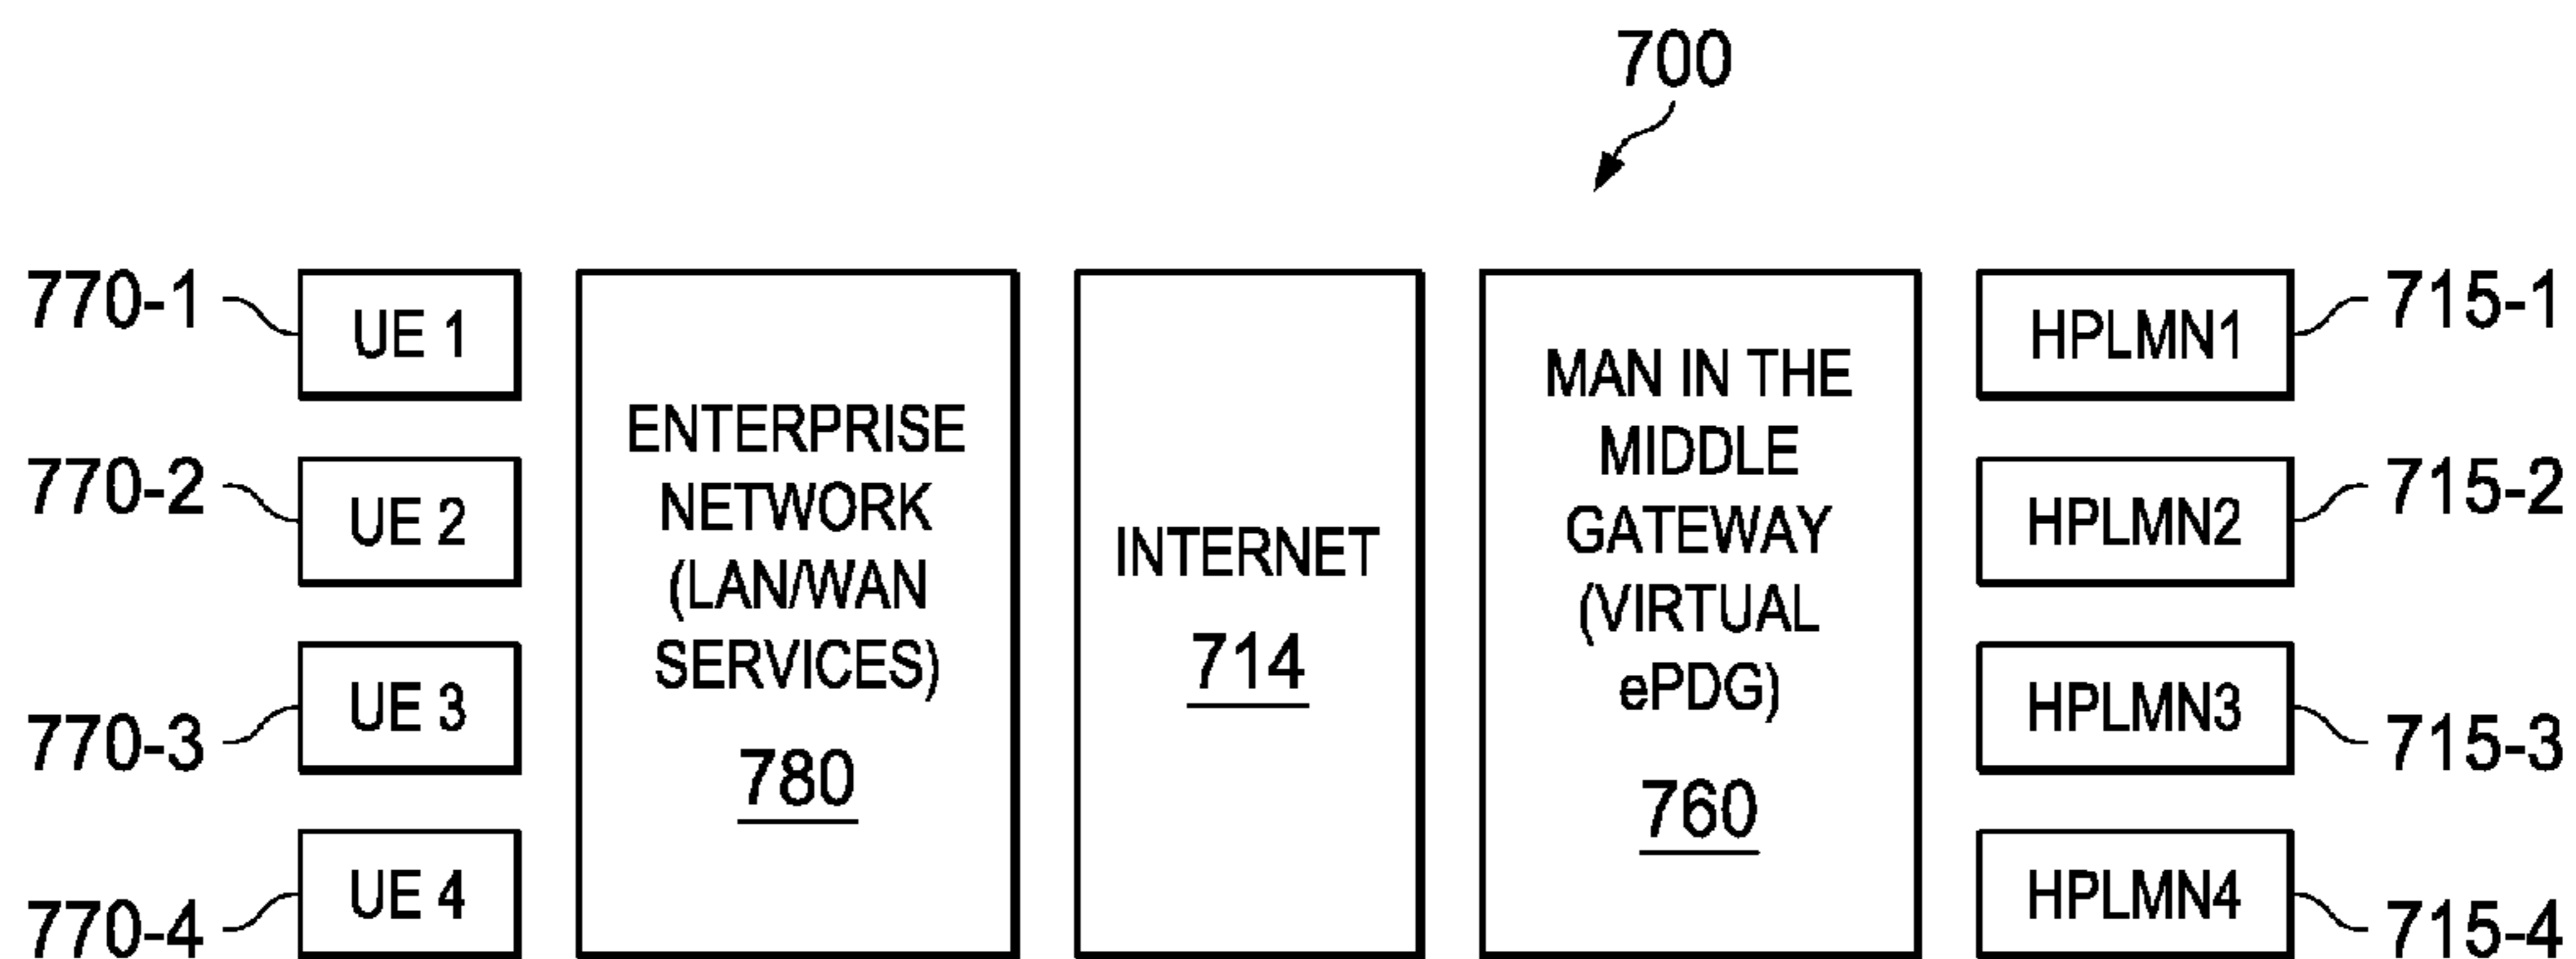 700
770-1
UE 1
770-2
UE 2
770-3
UE 3
770-4
UE 4
ENTERPRISE
NETWORK
(LAN/WAN
SERVICES)
780
INTERNET
714
MAN IN THE
MIDDLE
GATEWAY
(VIRTUAL
ePDG)
760
HPLMN1
715-1
HPLMN2
715-2
HPLMN3
715-3
HPLMN4
715-4